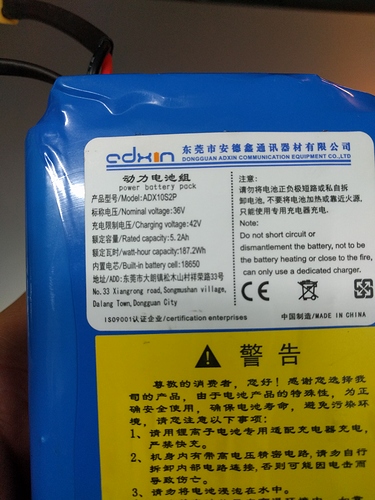 adxin 东莞市安德鑫通讯器材有限公司
DONGGUAN ADXIN COMMUNICATION EQUIPMENT CO.,LTD
动力电池组
power battery pack
产品型号/Model:ADX10S2P
标称电压/Nominal voltage:36V
充电限制电压/Charging voltage:42V
额定容量/Rated capacity:5.2Ah
额定瓦时/watt-hour capacity:187.2Wh
内置电芯/Built-in battery cell:18650
地址/ADD:东莞市大朗镇松木山村祥荣路33号
No.33 Xiangrong road,Songmushan village,
Dalang Town,Dongguan City
ISO9001认证企业/certification enterprises
注意:
请勿将电池正负极短路或私自拆
卸电池,不要将电池加热或靠近火源,
只能使用专用充电器充电.
Note:
Do not short circuit or
dismantlement the battery, not to be
the battery heating or close to the fire,
can only use a dedicated charger.
CE
中国制造/MADE IN CHINA
警告
尊敬的消费者，您好！感谢您选择我
司的产品，由于电池产品的特殊性，为正
确安全使用，确保电池寿命，避免污染环
境，请您注意以下事项：
1、请用锂离子电池专用适配充电器充电，
严禁快充。
2、机身内有带高电压精密电路，请勿自行
拆卸内部电路连接，否则可能因电击而
导致伤亡。
3、请勿将电池浸泡在水中。